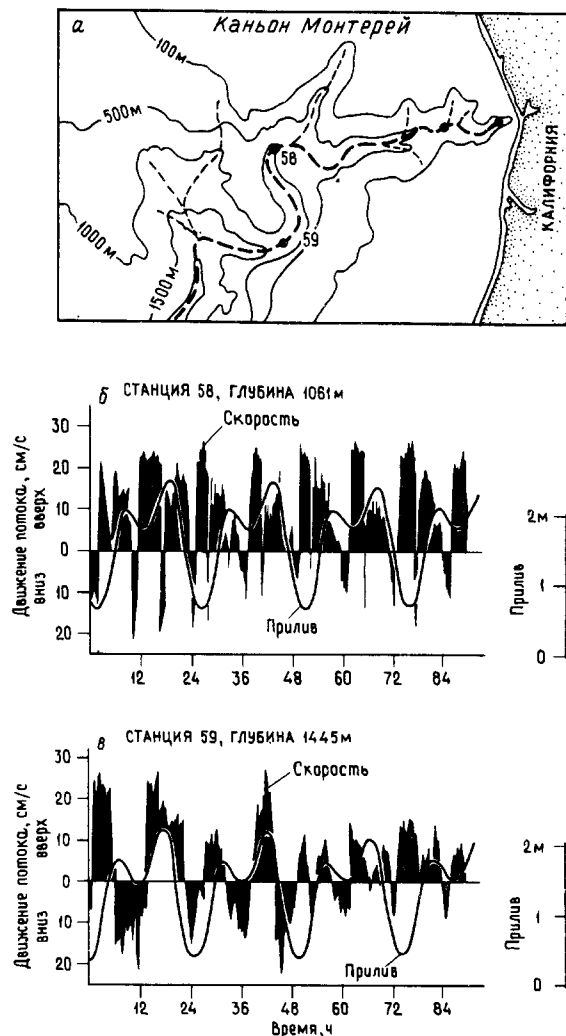 а Каньон Монтерей
100м
500м
1000м
1500м
58
59
КАЛИФОРНИЯ
б СТАНЦИЯ 58, ГЛУБИНА 1061м
Скорость
Движение потока, см/с
вниз вверх
30
20
10
0
10
20
Прилив
12 24 36 48 60 72 84
Прилив
2м
1
0
в СТАНЦИЯ 59, ГЛУБИНА 1445м
Скорость
Движение потока, см/с
вниз вверх
30
20
10
0
10
20
Прилив
12 24 36 48 60 72 84
Время, ч
Прилив
2м
1
0